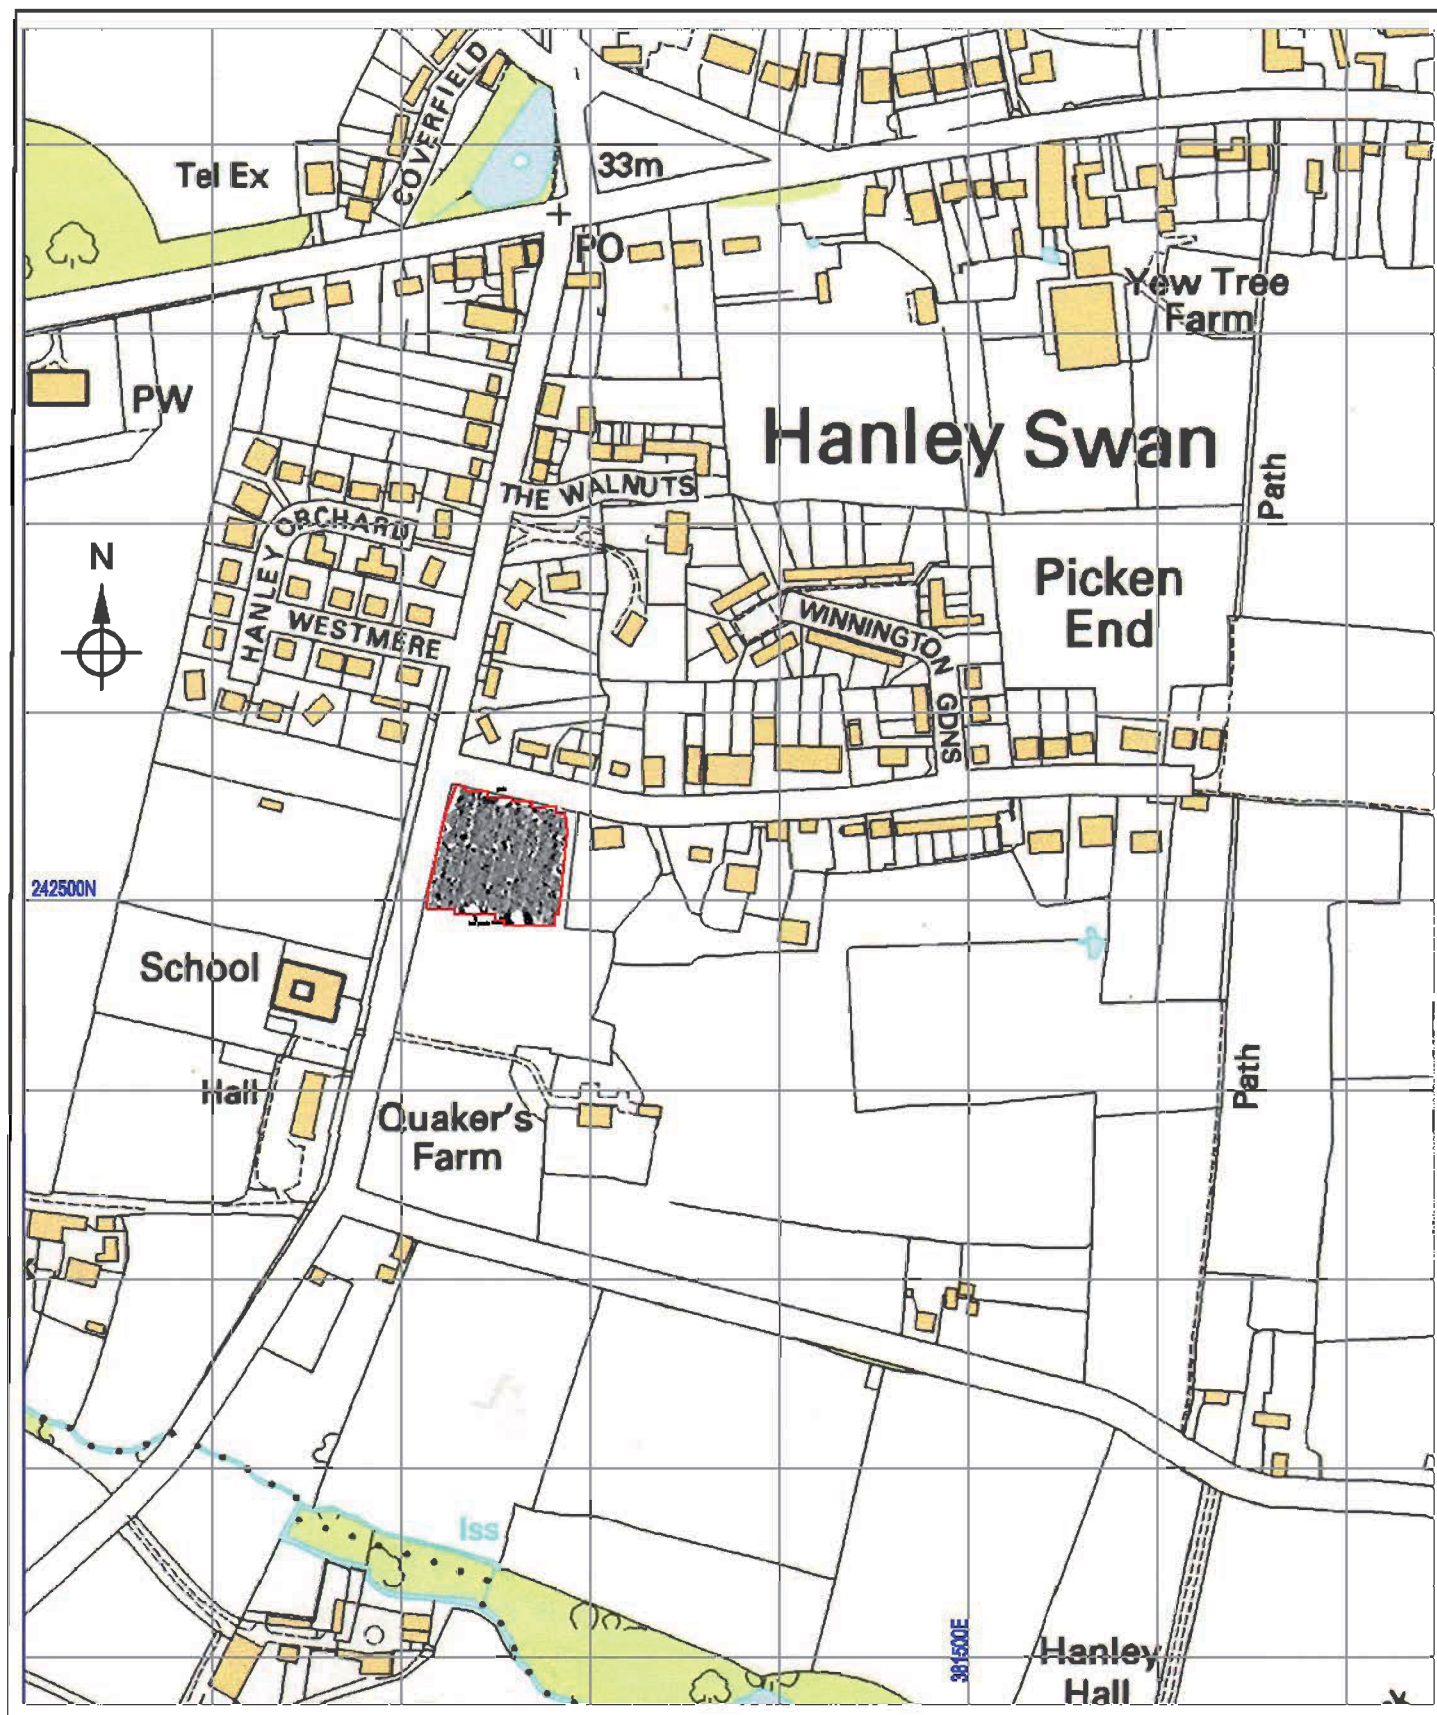 COVERFIELD
Tel Ex
33m
PO
Yew Tree
Farm
PW
Hanley Swan
Path
THE WALNUTS
HANLEY ORCHARD
N
Picken
End
WINNINGTON GDNS
WESTMERE
242500N
School
Path
Hall
Quaker's
Farm
Iss
381500E
Hanley
Hall